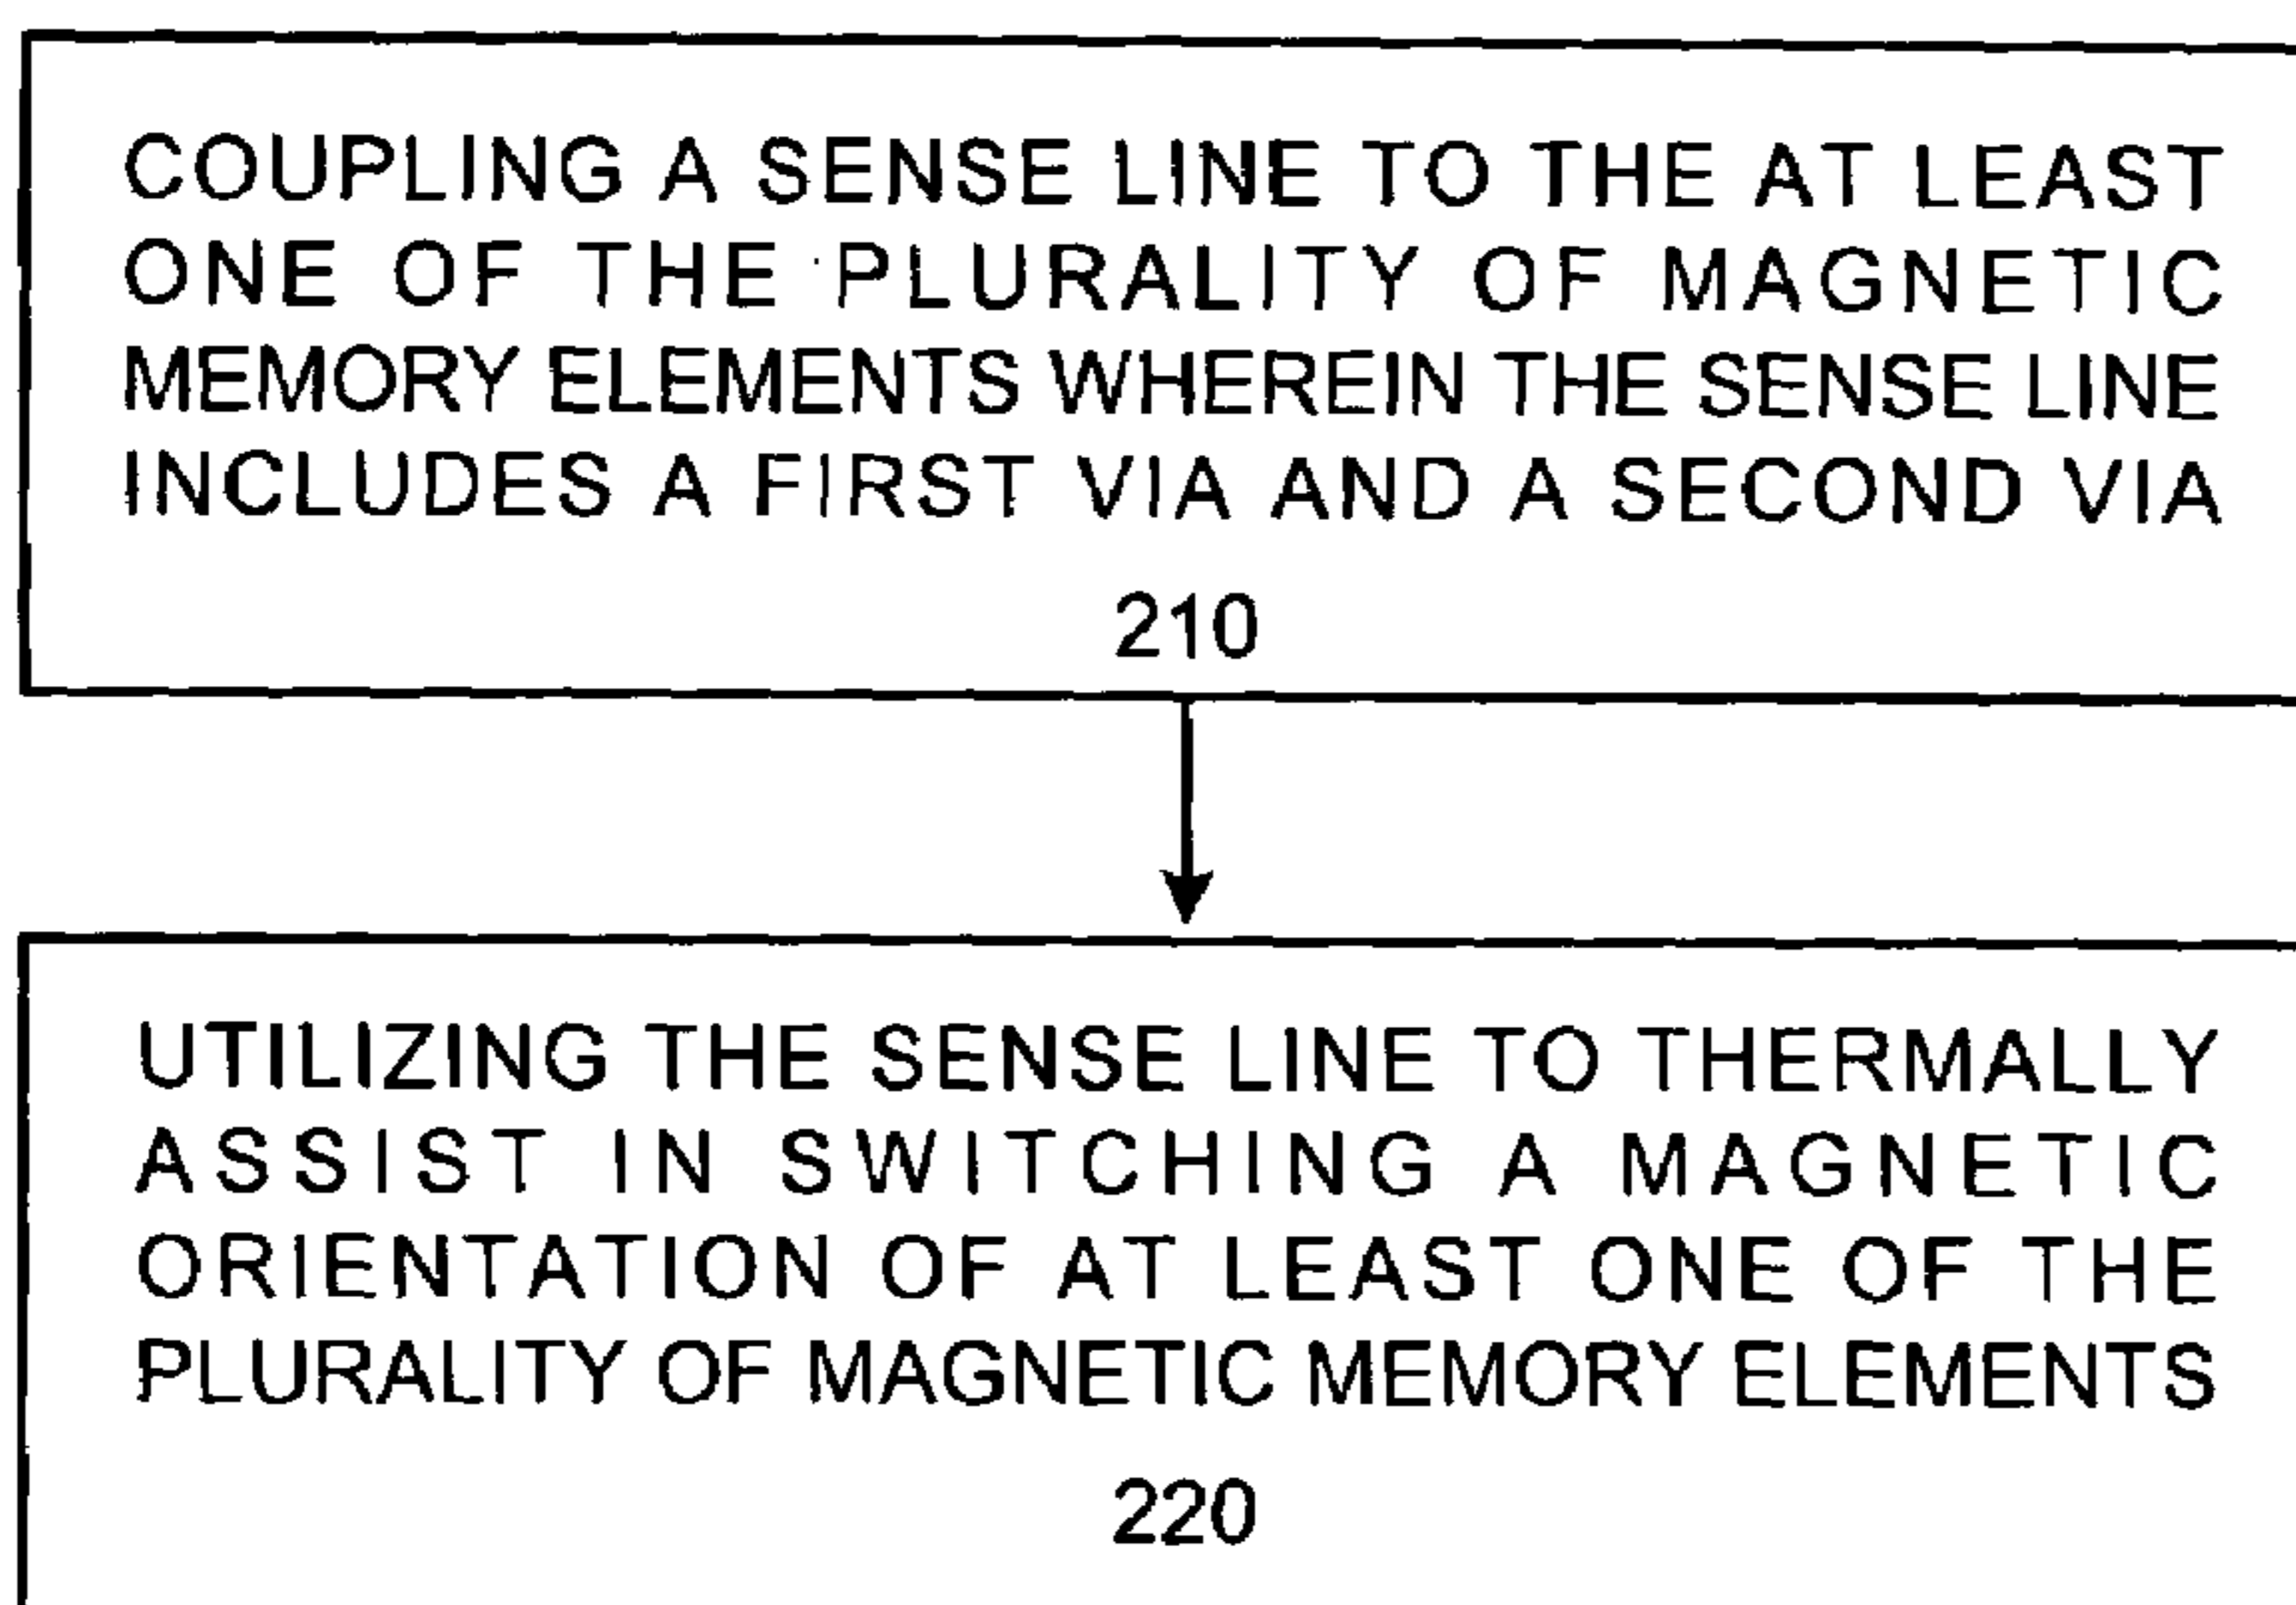 COUPLING A SENSE LINE TO THE AT LEAST
ONE OF THE PLURALITY OF MAGNETIC
MEMORY ELEMENTS WHEREIN THE SENSE LINE
INCLUDES A FIRST VIA AND A SECOND VIA
210
UTILIZING THE SENSE LINE TO THERMALLY
ASSIST IN SWITCHING A MAGNETIC
ORIENTATION OF AT LEAST ONE OF THE
PLURALITY OF MAGNETIC MEMORY ELEMENTS
220